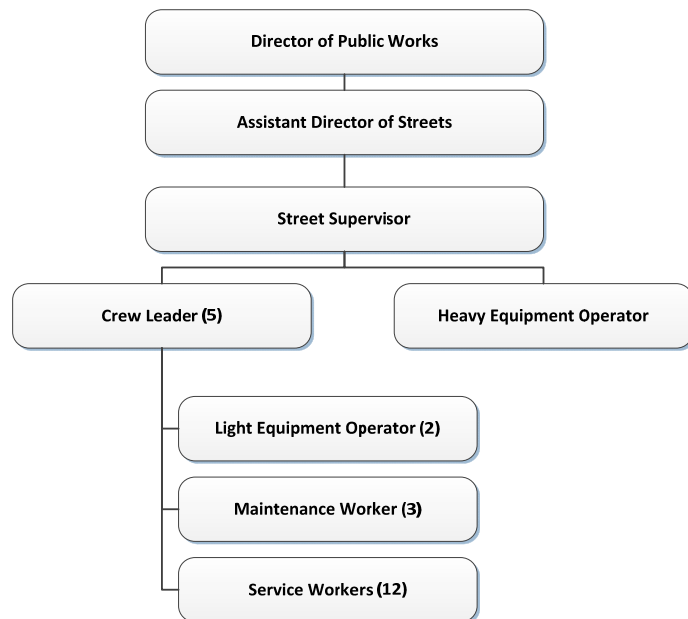 Director of Public Works
Assistant Director of Streets
Street Supervisor
Crew Leader (5)
Heavy Equipment Operator
Light Equipment Operator (2)
Maintenance Worker (3)
Service Workers (12)